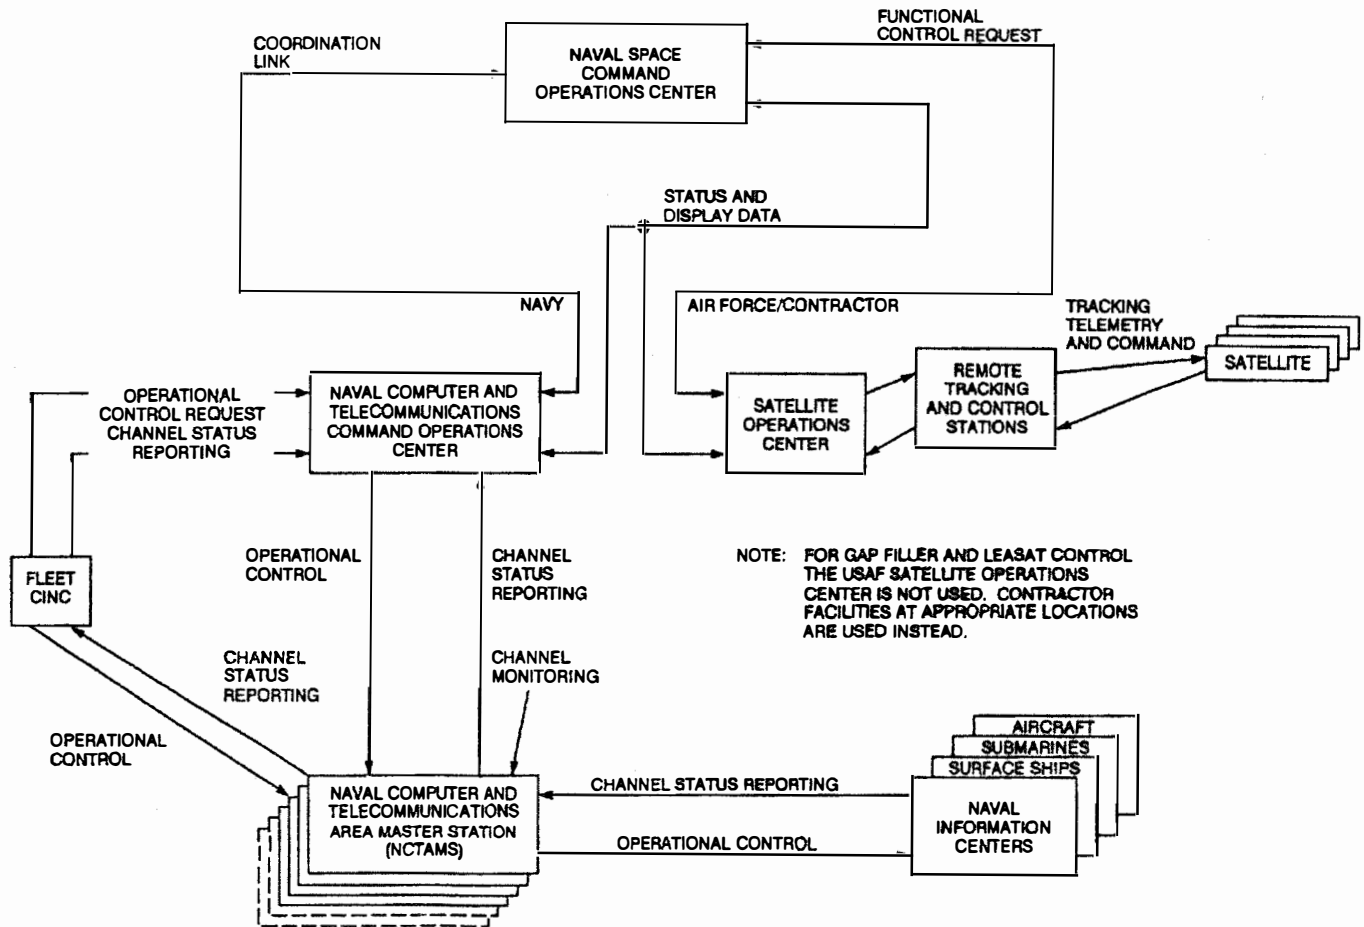 FUNCTIONAL
CONTROL REQUEST
COORDINATION
LINK
NAVAL SPACE
COMMAND
OPERATIONS CENTER
STATUS AND
DISPLAY DATA
NAVY
AIR FORCE/CONTRACTOR
TRACKING
TELEMETRY
AND COMMAND
SATELLITE
REMOTE
TRACKING
AND CONTROL
STATIONS
OPERATIONAL
CONTROL REQUEST
CHANNEL STATUS
REPORTING
NAVAL COMPUTER AND
TELECOMMUNICATIONS
COMMAND OPERATIONS
CENTER
SATELLITE
OPERATIONS
CENTER
FLEET
CINC
OPERATIONAL
CONTROL
CHANNEL
STATUS
REPORTING
NOTE: FOR GAP FILLER AND LEASAT CONTROL
THE USAF SATELLITE OPERATIONS
CENTER IS NOT USED. CONTRACTOR
FACILITIES AT APPROPRIATE LOCATIONS
ARE USED INSTEAD.
CHANNEL
STATUS
REPORTING
CHANNEL
MONITORING
OPERATIONAL
CONTROL
AIRCRAFT
SUBMARINES
SURFACE SHIPS
NAVAL
INFORMATION
CENTERS
CHANNEL STATUS REPORTING
OPERATIONAL CONTROL
NAVAL COMPUTER AND
TELECOMMUNICATIONS
AREA MASTER STATION
(NCTAMS)